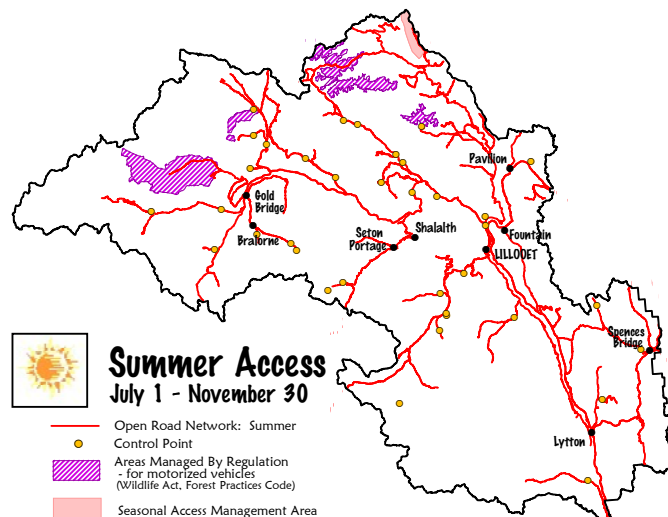 Pavilion
Gold
Bridge
Bralorne
Seton
Portage
Shalalth
Fountain
LILLOOET
Spences
Bridge
Lytton
Summer Access
July 1 - November 30
Open Road Network: Summer
Control Point
Areas Managed By Regulation
- for motorized vehicles
(Wildlife Act, Forest Practices Code)
Seasonal Access Management Area